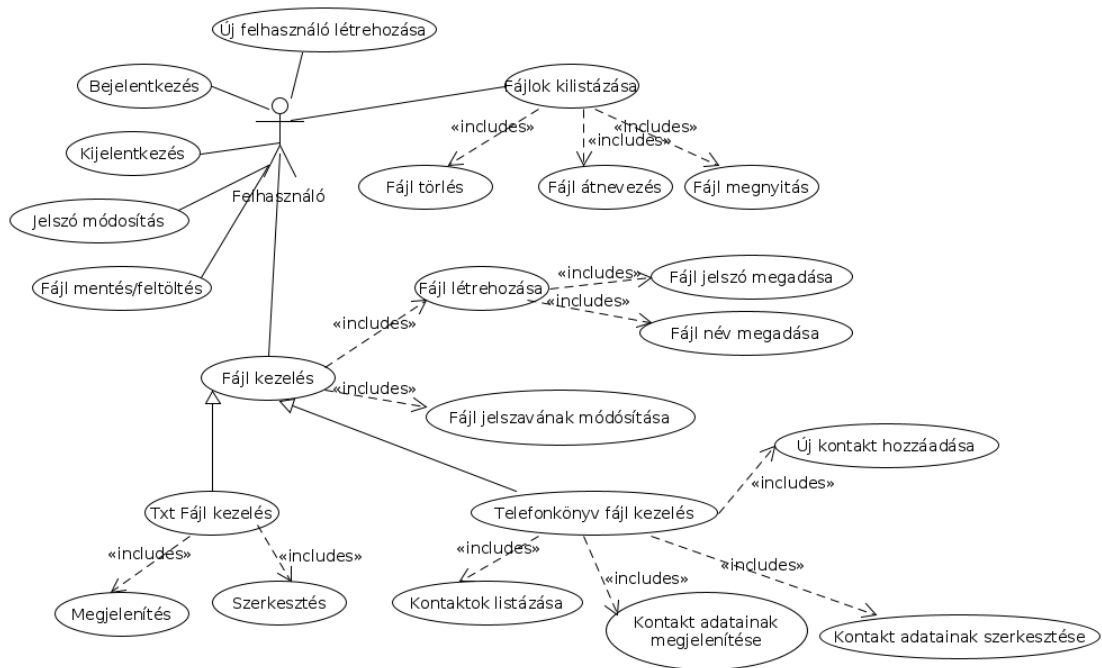 Új felhasználó létrehozása
Bejelentkezés
Fájlok kilistázása
«includes»
«includes»
«includes»
Kijelentkezés
Fájl törlés
Fájl átnevezés
Fájl megnyitás
Felhasználó
Jelszó módosítás
Fájl mentés/feltöltés
Fájl létrehozása
«includes»
Fájl jelszó megadása
«includes»
Fájl név megadása
«includes»
Fájl kezelés
«includes»
Fájl jelszavának módósítása
Új kontakt hozzáadása
«includes»
Txt Fájl kezelés
Telefonkönyv fájl kezelés
«includes»
«includes»
«includes»
«includes»
«includes»
Megjelenítés
Szerkesztés
Kontaktok listázása
Kontakt adatainak
megjelenítése
Kontakt adatainak szerkesztése